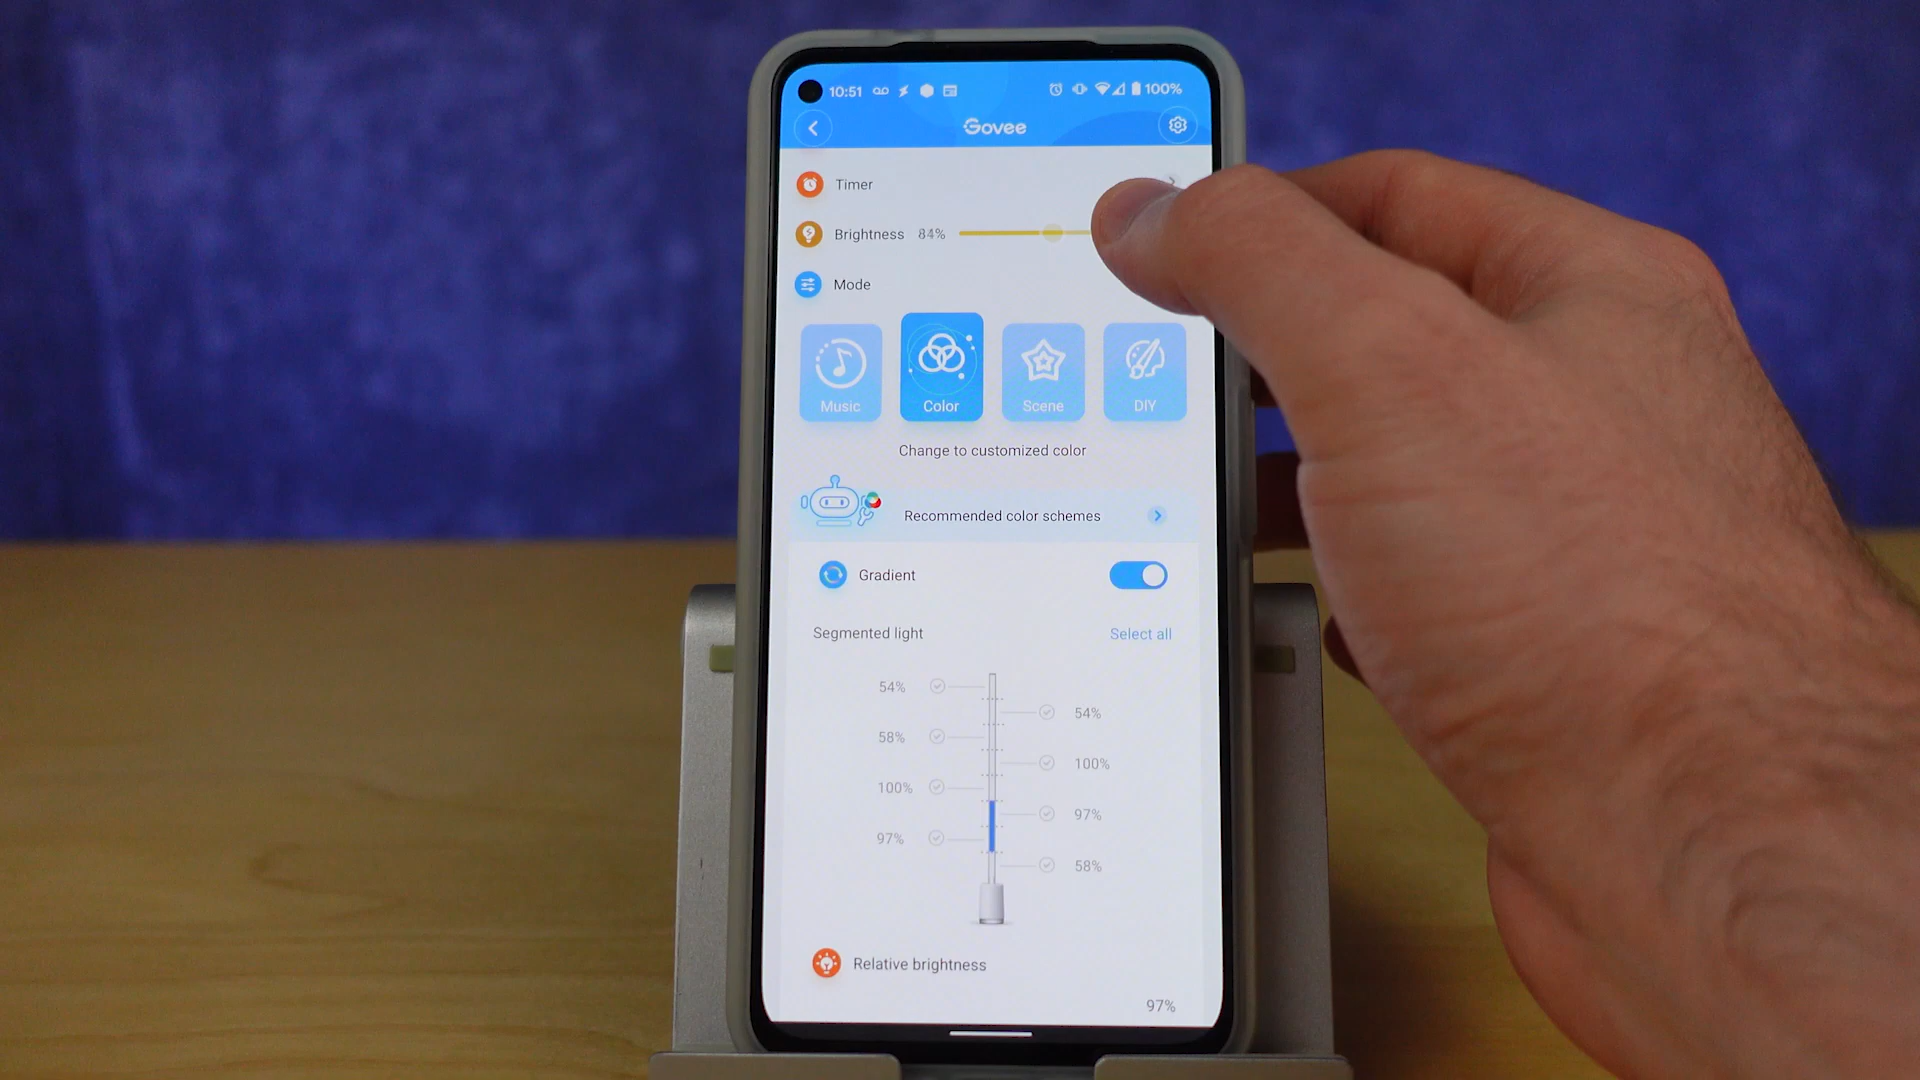 10:51 100%
Govee
Timer
Brightness 84%
Mode
Music Color Scene DIY
Change to customized color
Recommended color schemes
Gradient
Segmented light Select all
54%
54%
58%
100%
100%
97%
97%
58%
Relative brightness
97%